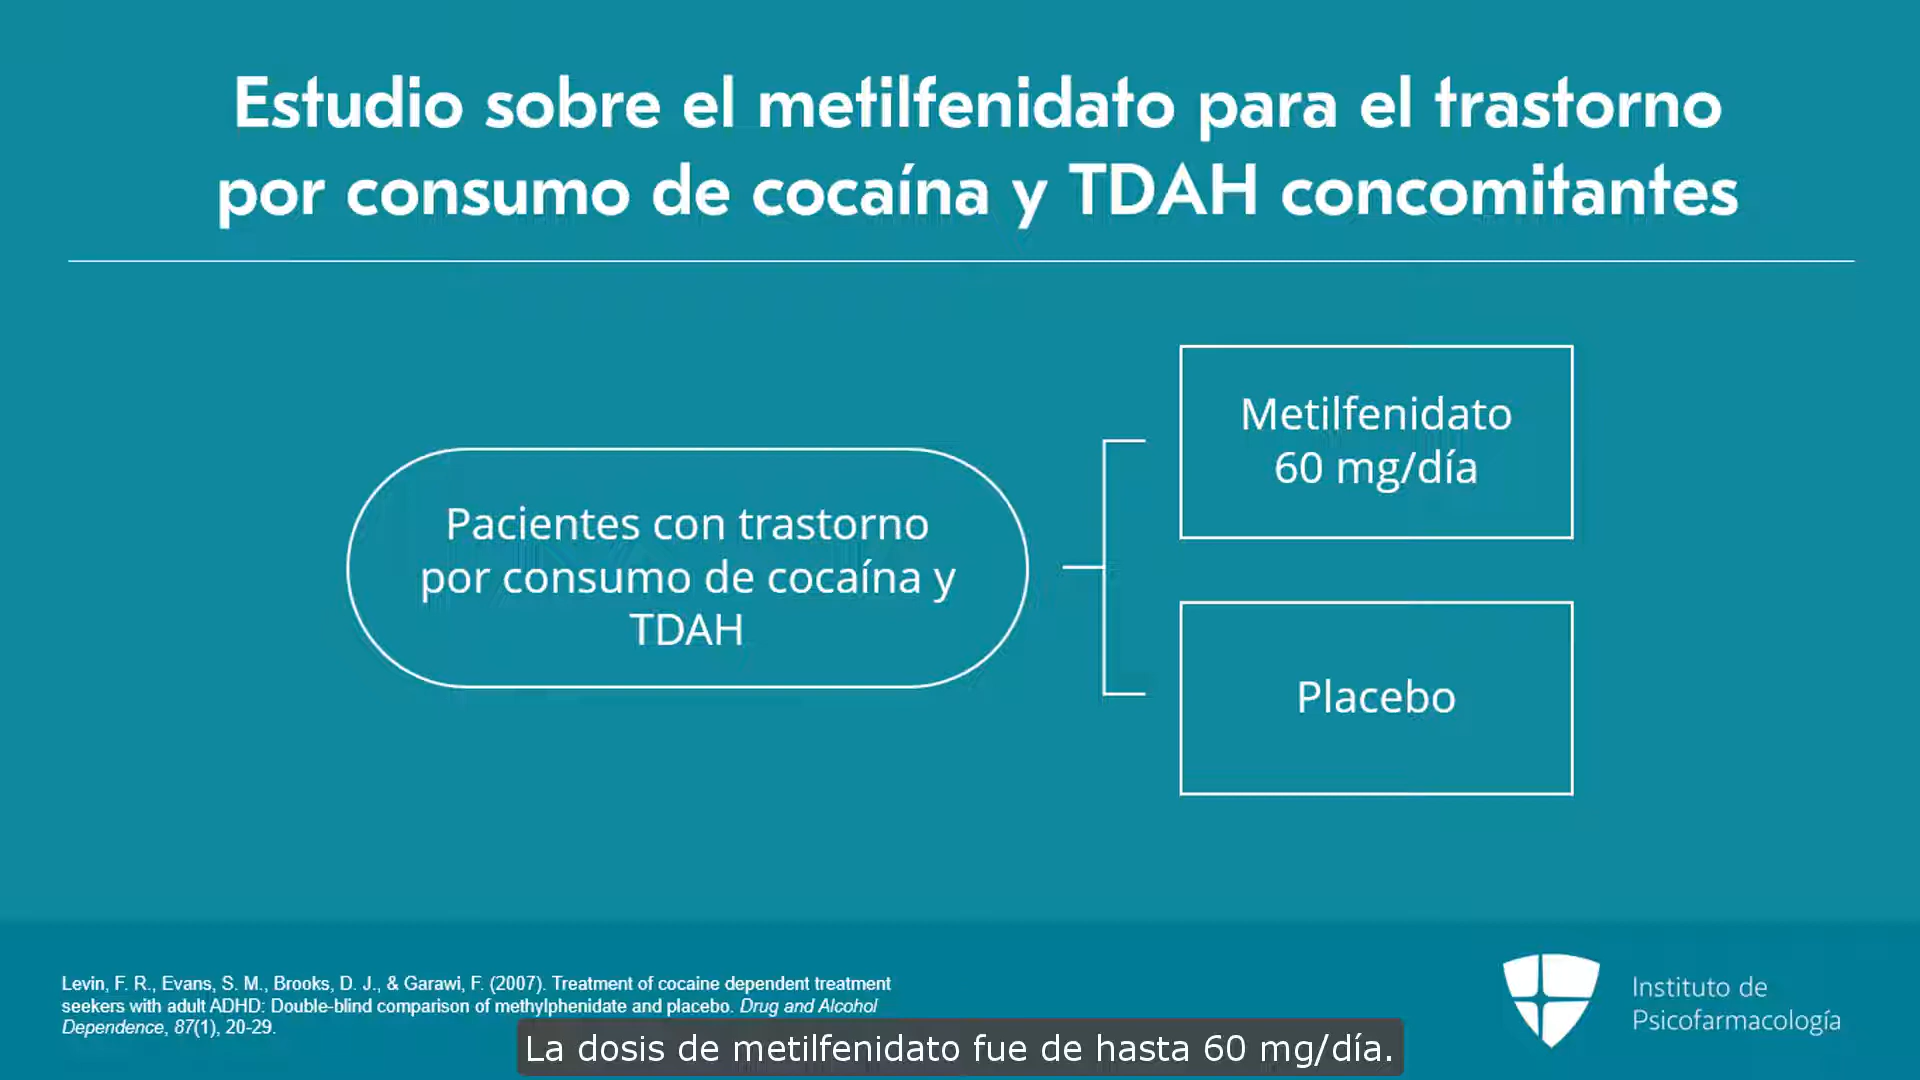 Estudio sobre el metilfenidato para el trastorno
por consumo de cocaína y TDAH concomitantes
Pacientes con trastorno
por consumo de cocaína y
TDAH
Metilfenidato
60 mg/día
Placebo
Levin, F. R., Evans, S. M., Brooks, D. J., & Garawi, F. (2007). Treatment of cocaine dependent treatment
seekers with adult ADHD: Double-blind comparison of methylphenidate and placebo. Drug and Alcohol
Dependence, 87(1), 20-29.
Instituto de
Psicofarmacología
La dosis de metilfenidato fue de hasta 60 mg/día.